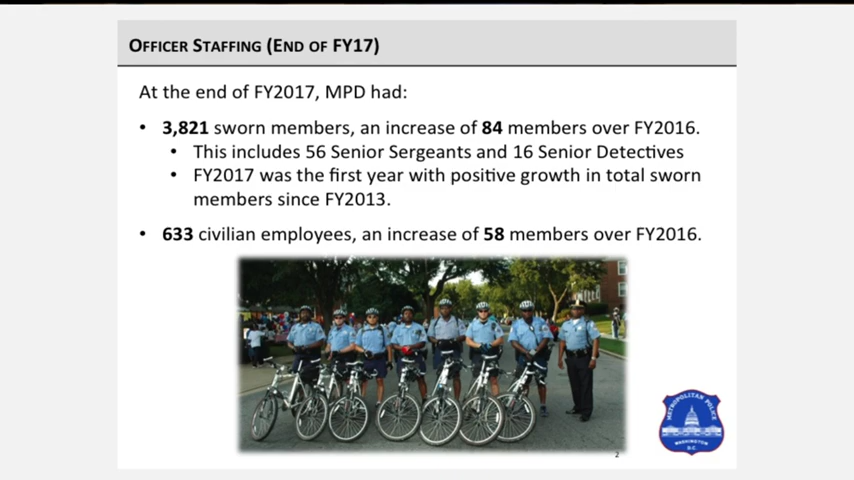 OFFICER STAFFING (END OF FY17)
At the end of FY2017, MPD had:
• 3,821 sworn members, an increase of 84 members over FY2016.
• This includes 56 Senior Sergeants and 16 Senior Detectives
• FY2017 was the first year with positive growth in total sworn
members since FY2013.
• 633 civilian employees, an increase of 58 members over FY2016.
METROPOLITAN POLICE
WASHINGTON
D.C.
2